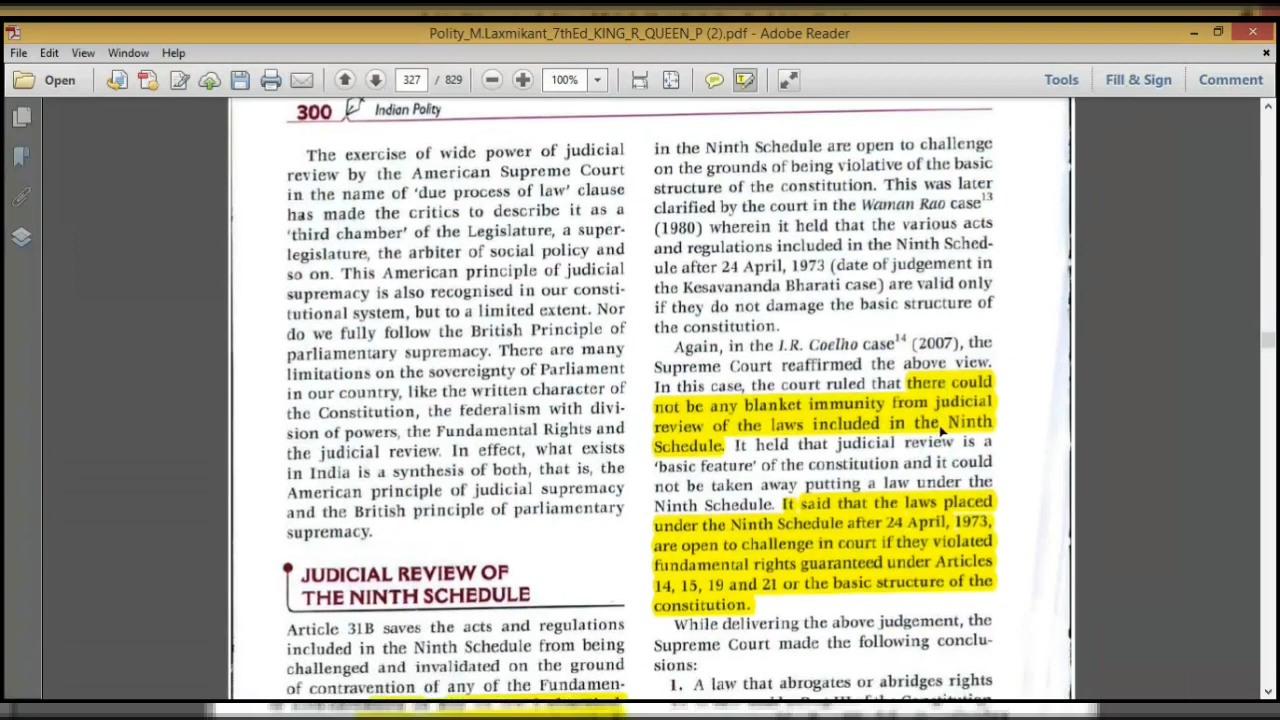 Polity_M.Laxmikant_7thEd_KING_R_QUEEN_P (2).pdf - Adobe Reader
File Edit View Window Help
Open 327 / 829 100% Tools Fill & Sign Comment
300 Indian Polity
The exercise of wide power of judicial
review by the American Supreme Court
in the name of 'due process of law' clause
has made the critics to describe it as a
'third chamber' of the Legislature, a super-
legislature, the arbiter of social policy and
so on. This American principle of judicial
supremacy is also recognised in our consti-
tutional system, but to a limited extent. Nor
do we fully follow the British Principle of
parliamentary supremacy. There are many
limitations on the sovereignty of Parliament
in our country, like the written character of
the Constitution, the federalism with divi-
sion of powers, the Fundamental Rights and
the judicial review. In effect, what exists
in India is a synthesis of both, that is, the
American principle of judicial supremacy
and the British principle of parliamentary
supremacy.
JUDICIAL REVIEW OF
THE NINTH SCHEDULE
Article 31B saves the acts and regulations
included in the Ninth Schedule from being
challenged and invalidated on the ground
of contravention of any of the Fundamen-
in the Ninth Schedule are open to challenge
on the grounds of being violative of the basic
structure of the constitution. This was later
clarified by the court in the Waman Rao case13
(1980) wherein it held that the various acts
and regulations included in the Ninth Sched-
ule after 24 April, 1973 (date of judgement in
the Kesavananda Bharati case) are valid only
if they do not damage the basic structure of
the constitution.
Again, in the I.R. Coelho case14 (2007), the
Supreme Court reaffirmed the above view.
In this case, the court ruled that there could
not be any blanket immunity from judicial
review of the laws included in the Ninth
Schedule. It held that judicial review is a
'basic feature' of the constitution and it could
not be taken away putting a law under the
Ninth Schedule. It said that the laws placed
under the Ninth Schedule after 24 April, 1973,
are open to challenge in court if they violated
fundamental rights guaranteed under Articles
14, 15, 19 and 21 or the basic structure of the
constitution.
While delivering the above judgement, the
Supreme Court made the following conclu-
sions:
1. A law that abrogates or abridges rights